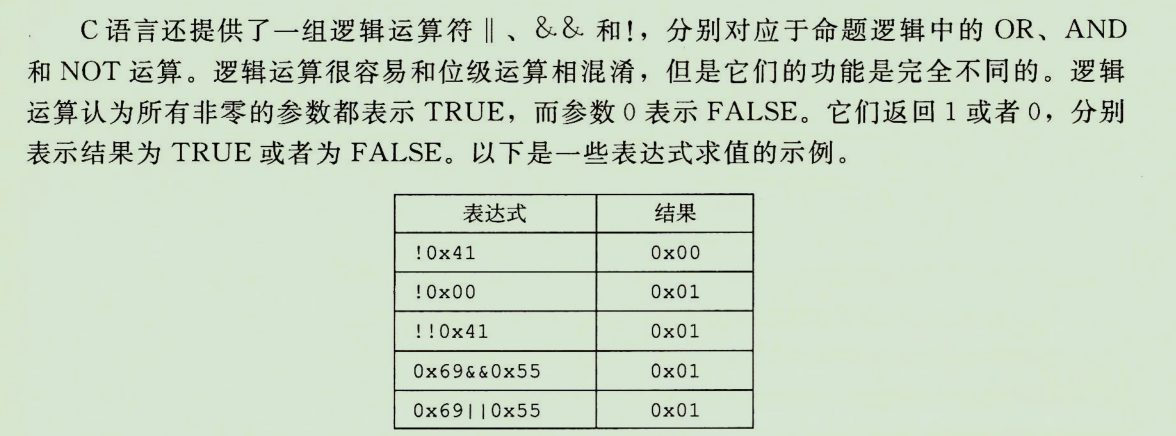 C语言还提供了一组逻辑运算符 ||、&& 和!，分别对应于命题逻辑中的 OR、AND
和 NOT 运算。逻辑运算很容易和位级运算相混淆，但是它们的功能是完全不同的。逻辑
运算认为所有非零的参数都表示 TRUE，而参数 0 表示 FALSE。它们返回 1 或者 0，分别
表示结果为 TRUE 或者为 FALSE。以下是一些表达式求值的示例。
表达式 结果
!0x41 0x00
!0x00 0x01
!!0x41 0x01
0x69&&0x55 0x01
0x69||0x55 0x01